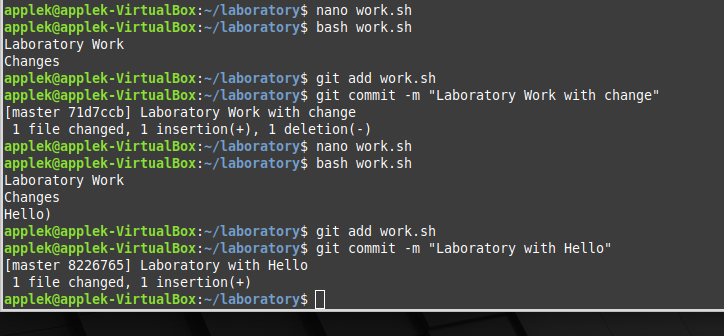 applek@applek-VirtualBox:~/laboratory$ nano work.sh
applek@applek-VirtualBox:~/laboratory$ bash work.sh
Laboratory Work
Changes
applek@applek-VirtualBox:~/laboratory$ git add work.sh
applek@applek-VirtualBox:~/laboratory$ git commit -m "Laboratory Work with change"
[master 71d7ccb] Laboratory Work with change
 1 file changed, 1 insertion(+), 1 deletion(-)
applek@applek-VirtualBox:~/laboratory$ nano work.sh
applek@applek-VirtualBox:~/laboratory$ bash work.sh
Laboratory Work
Changes
Hello)
applek@applek-VirtualBox:~/laboratory$ git add work.sh
applek@applek-VirtualBox:~/laboratory$ git commit -m "Laboratory with Hello"
[master 8226765] Laboratory with Hello
 1 file changed, 1 insertion(+)
applek@applek-VirtualBox:~/laboratory$